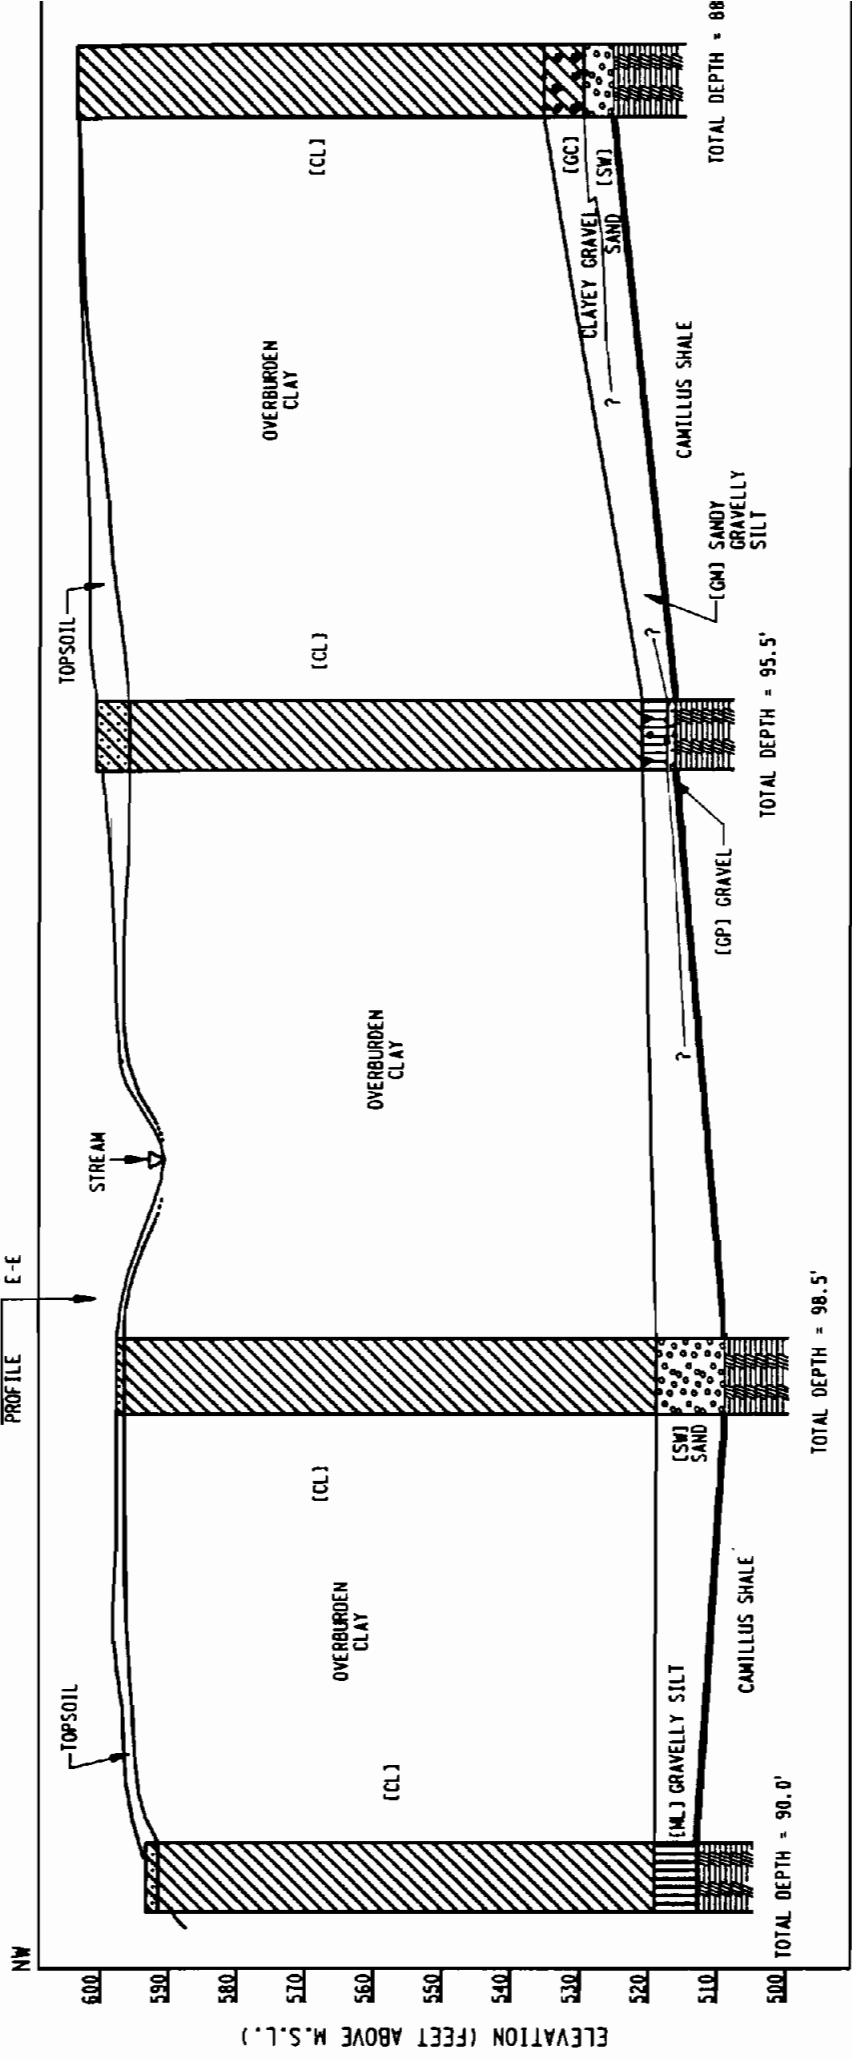 NW
PROFILE E-E
ELEVATION (FEET ABOVE M.S.L.)
600
590
580
570
560
550
540
530
520
510
500
TOPSOIL
STREAM
TOPSOIL
[CL]
OVERBURDEN
CLAY
[CL]
OVERBURDEN
CLAY
[CL]
OVERBURDEN
CLAY
[CL]
[ML] GRAVELLY SILT
[SW]
SAND
?
[GP] GRAVEL
?
[GM] SANDY
GRAVELLY
SILT
?
CLAYEY GRAVEL
[GC]
SAND
[SW]
CAMILLUS SHALE
CAMILLUS SHALE
TOTAL DEPTH = 90.0'
TOTAL DEPTH = 98.5'
TOTAL DEPTH = 95.5'
TOTAL DEPTH = 88